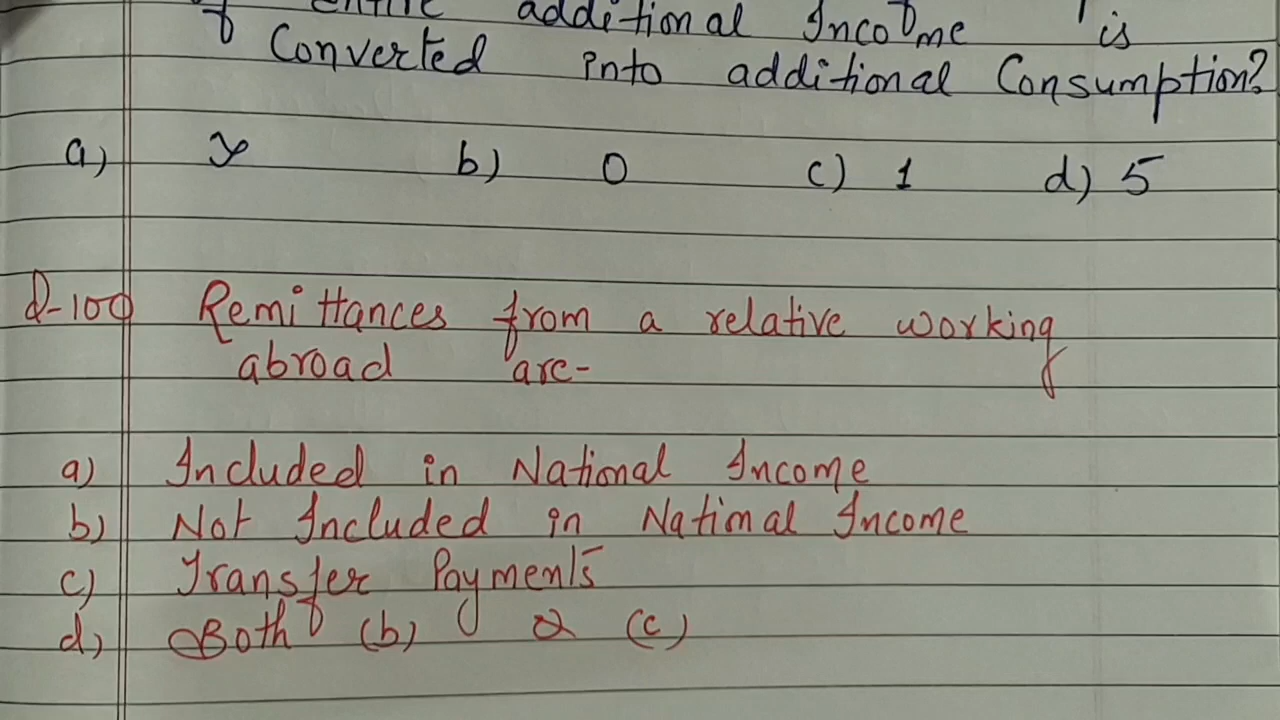 additional Income is
Converted into additional Consumption?
a) b) 0 c) 1 d) 5
Q-100 Remittances from a relative working
abroad are-
a) Included in National Income
b) Not Included in National Income
c) Transfer Payments
d) Both (b) & (c)